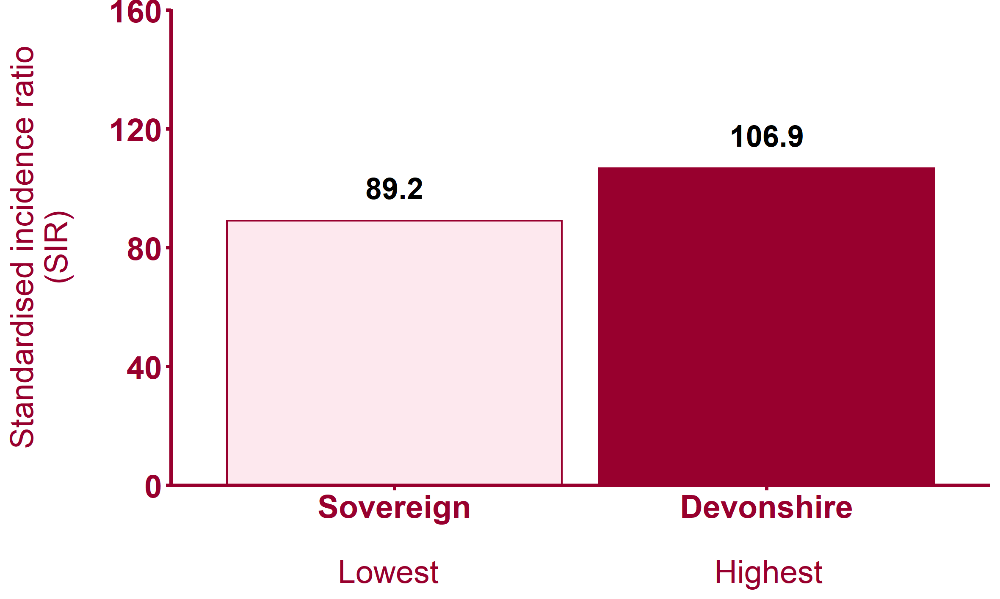 Standardised incidence ratio
(SIR)
160
120
80
40
0
89.2
106.9
Sovereign
Devonshire
Lowest
Highest